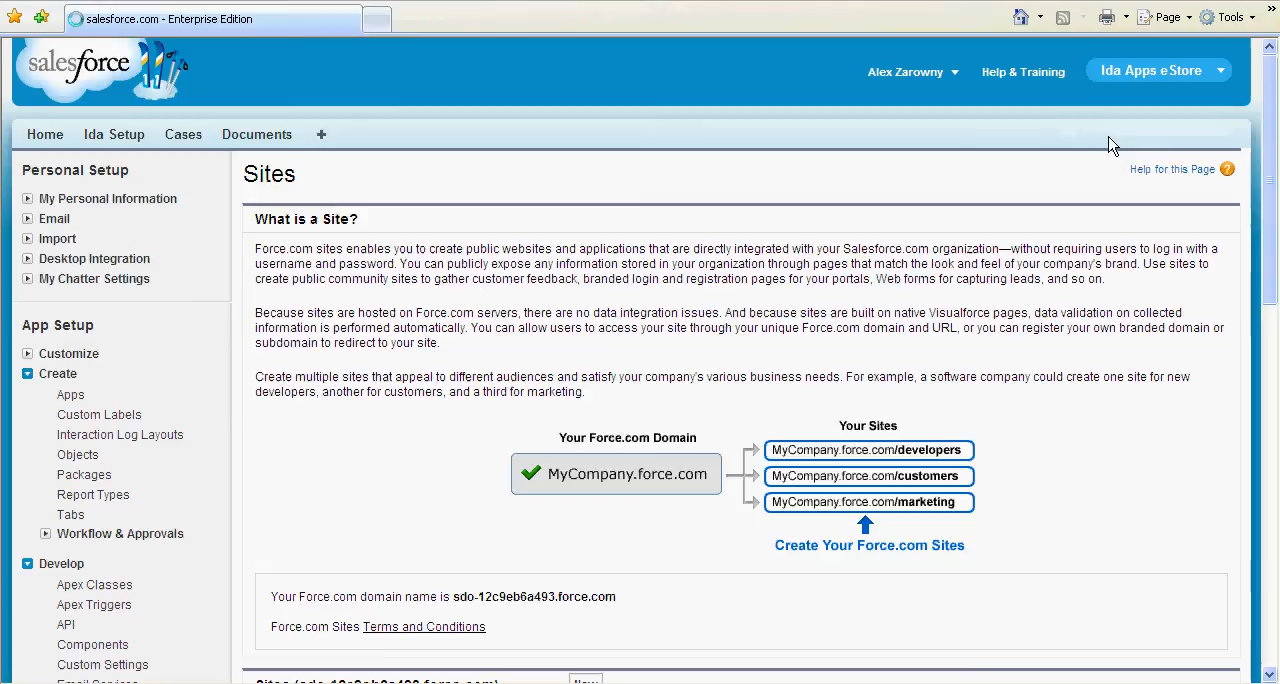 salesforce.com - Enterprise Edition
Page
Tools
salesforce
11
Alex Zarowny
Help & Training
Ida Apps eStore
Home
Ida Setup
Cases
Documents
+
Personal Setup
My Personal Information
Email
Import
Desktop Integration
My Chatter Settings
App Setup
Customize
Create
Apps
Custom Labels
Interaction Log Layouts
Objects
Packages
Report Types
Tabs
Workflow & Approvals
Develop
Apex Classes
Apex Triggers
API
Components
Custom Settings
Email Services
Sites
Help for this Page ?
What is a Site?
Force.com sites enables you to create public websites and applications that are directly integrated with your Salesforce.com organization—without requiring users to log in with a
username and password. You can publicly expose any information stored in your organization through pages that match the look and feel of your company's brand. Use sites to
create public community sites to gather customer feedback, branded login and registration pages for your portals, Web forms for capturing leads, and so on.
Because sites are hosted on Force.com servers, there are no data integration issues. And because sites are built on native Visualforce pages, data validation on collected
information is performed automatically. You can allow users to access your site through your unique Force.com domain and URL, or you can register your own branded domain or
subdomain to redirect to your site.
Create multiple sites that appeal to different audiences and satisfy your company's various business needs. For example, a software company could create one site for new
developers, another for customers, and a third for marketing.
Your Force.com Domain
MyCompany.force.com
Your Sites
MyCompany.force.com/developers
MyCompany.force.com/customers
MyCompany.force.com/marketing
Create Your Force.com Sites
Your Force.com domain name is sdo-12c9eb6a493.force.com
Force.com Sites Terms and Conditions
Sites (sdo-12c9eb6a493.force.com)
New